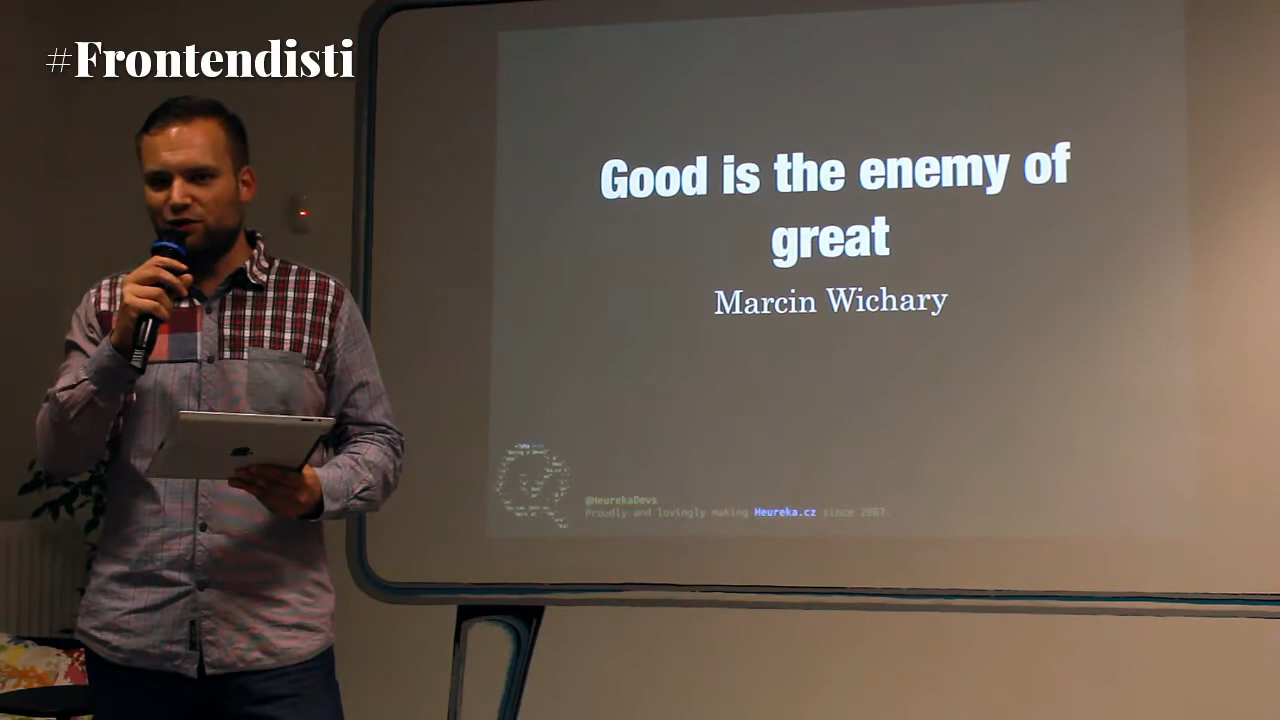 #Frontendisti
Good is the enemy of
great
Marcin Wichary
@HeurekaDevs
Proudly and lovingly making Heureka.cz since 2007.